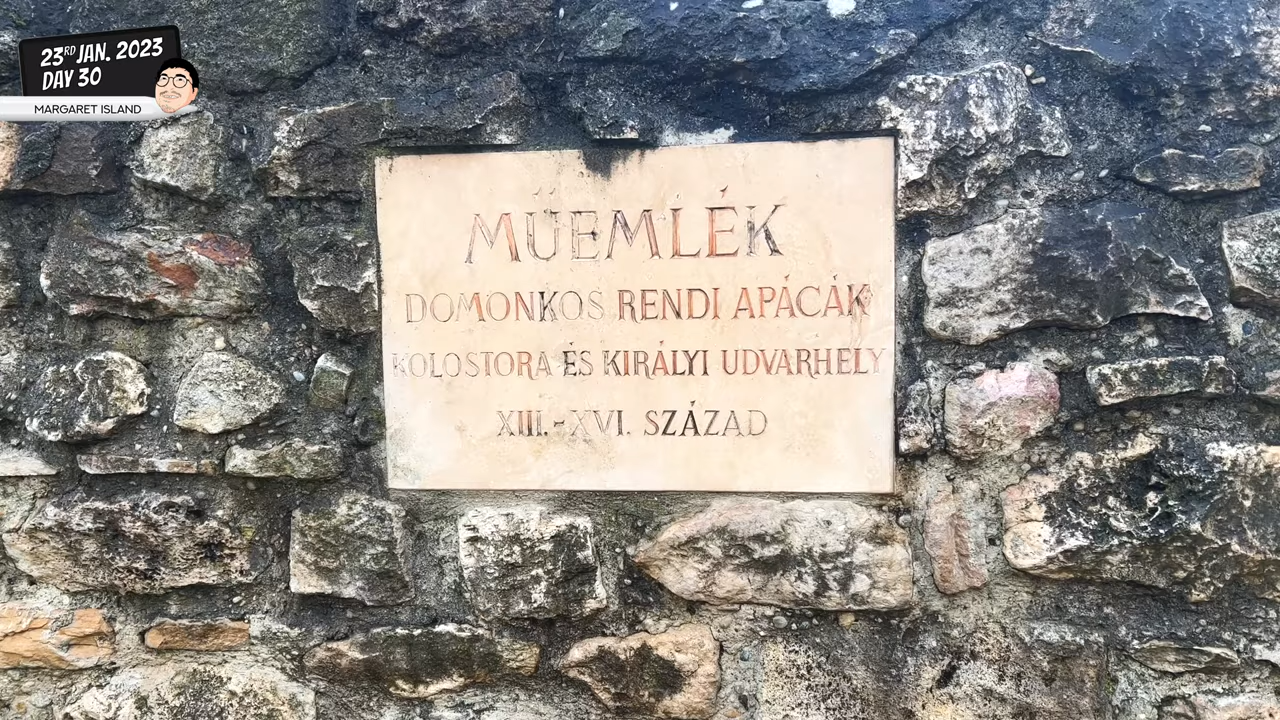 23RD JAN. 2023
DAY 30
MARGARET ISLAND
MŰEMLÉK
DOMONKOS RENDI APÁCÁK
KOLOSTORA ÉS KIRÁLYI UDVARHELY
XIII.-XVI. SZÁZAD